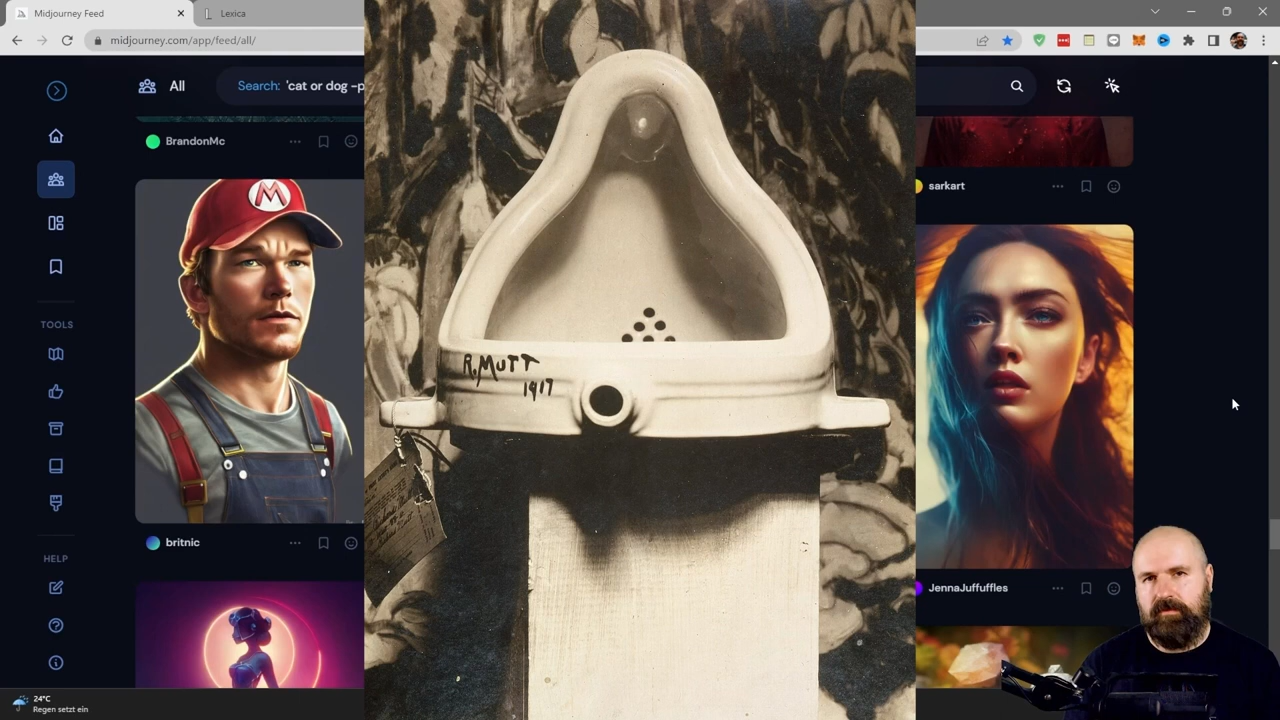 Midjourney Feed
Lexica
midjourney.com/app/feed/all/
All
Search: 'cat or dog -p
BrandonMc
sarkart
M
TOOLS
R.MUTT
1917
britnic
HELP
JennaJuffuffles
24°C
Regen setzt ein